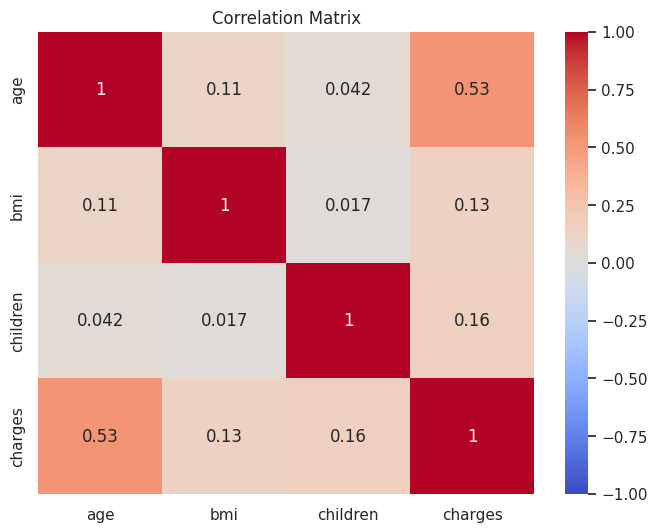 Correlation Matrix
age 1 0.11 0.042 0.53
bmi 0.11 1 0.017 0.13
children 0.042 0.017 1 0.16
charges 0.53 0.13 0.16 1
age bmi children charges
1.00
0.75
0.50
0.25
0.00
−0.25
−0.50
−0.75
−1.00